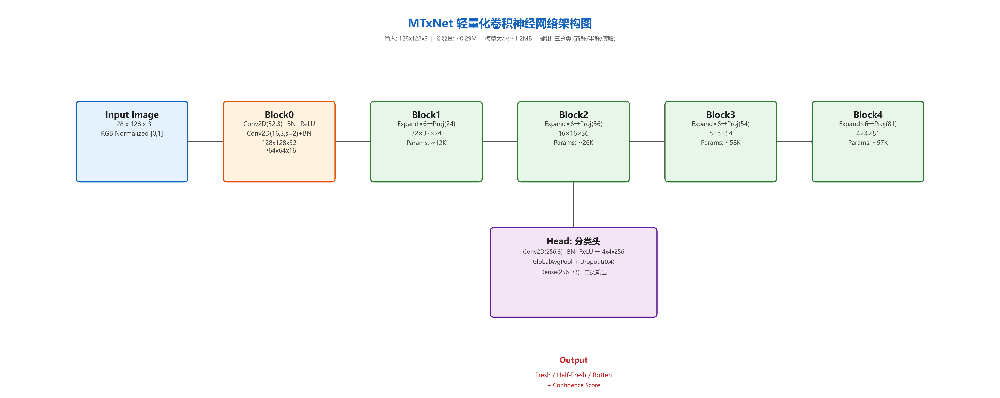 MTxNet 轻量化卷积神经网络架构图
输入: 128x128x3 | 参数量: ~0.29M | 模型大小: ~1.2MB | 输出: 三分类 (新鲜/半鲜/腐败)
Input Image
128 x 128 x 3
RGB Normalized [0,1]
Block0
Conv2D(32,3)+BN+ReLU
Conv2D(16,3,s=2)+BN
128x128x32
→64x64x16
Block1
Expand×6→Proj(24)
32×32×24
Params: ~12K
Block2
Expand×6→Proj(36)
16×16×36
Params: ~26K
Block3
Expand×6→Proj(54)
8×8×54
Params: ~58K
Block4
Expand×6→Proj(81)
4×4×81
Params: ~97K
Head: 分类头
Conv2D(256,3)+BN+ReLU → 4x4x256
GlobalAvgPool + Dropout(0.4)
Dense(256→3) : 三类输出
Output
Fresh / Half-Fresh / Rotten
+ Confidence Score